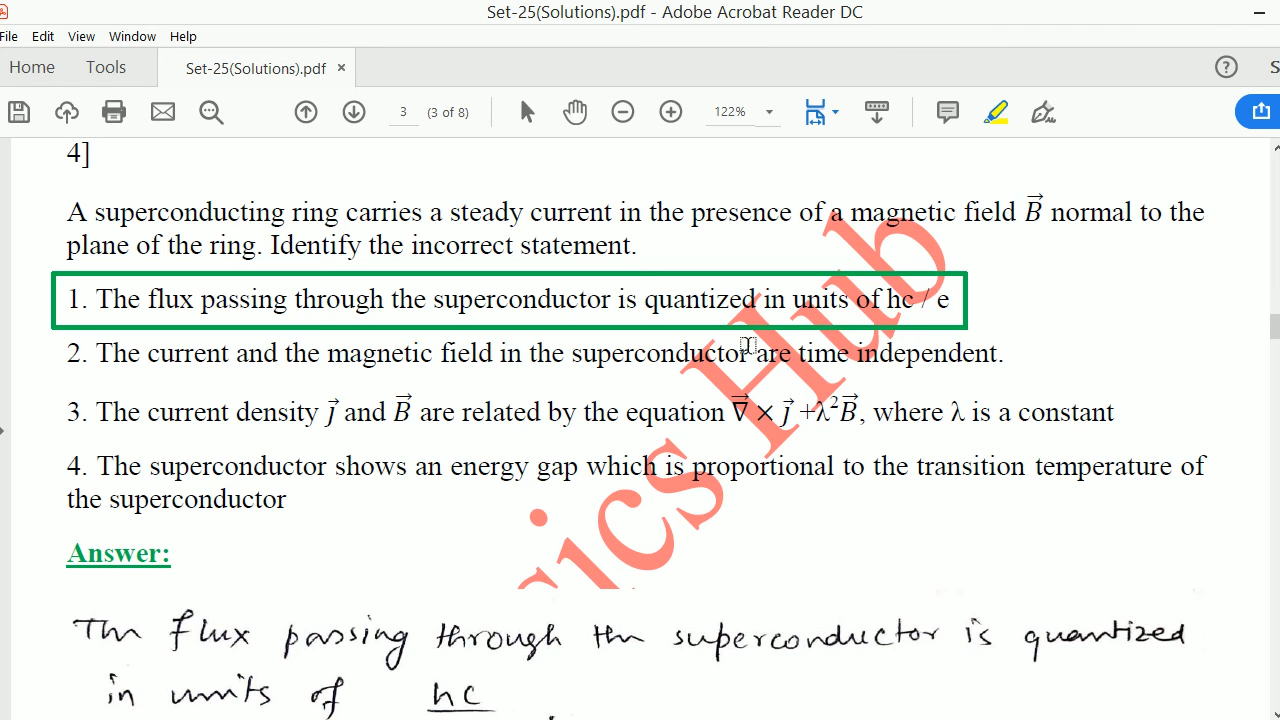 Set-25(Solutions).pdf - Adobe Acrobat Reader DC
File Edit View Window Help
Home Tools Set-25(Solutions).pdf ×
3 (3 of 8) 122%
4]
A superconducting ring carries a steady current in the presence of a magnetic field B⃗ normal to the
plane of the ring. Identify the incorrect statement.
1. The flux passing through the superconductor is quantized in units of hc / e
2. The current and the magnetic field in the superconductor are time independent.
3. The current density j⃗ and B⃗ are related by the equation ∇⃗ × j⃗ +λ²B⃗, where λ is a constant
4. The superconductor shows an energy gap which is proportional to the transition temperature of
the superconductor
Answer:
The flux passing through the superconductor is quantized
in units of hc